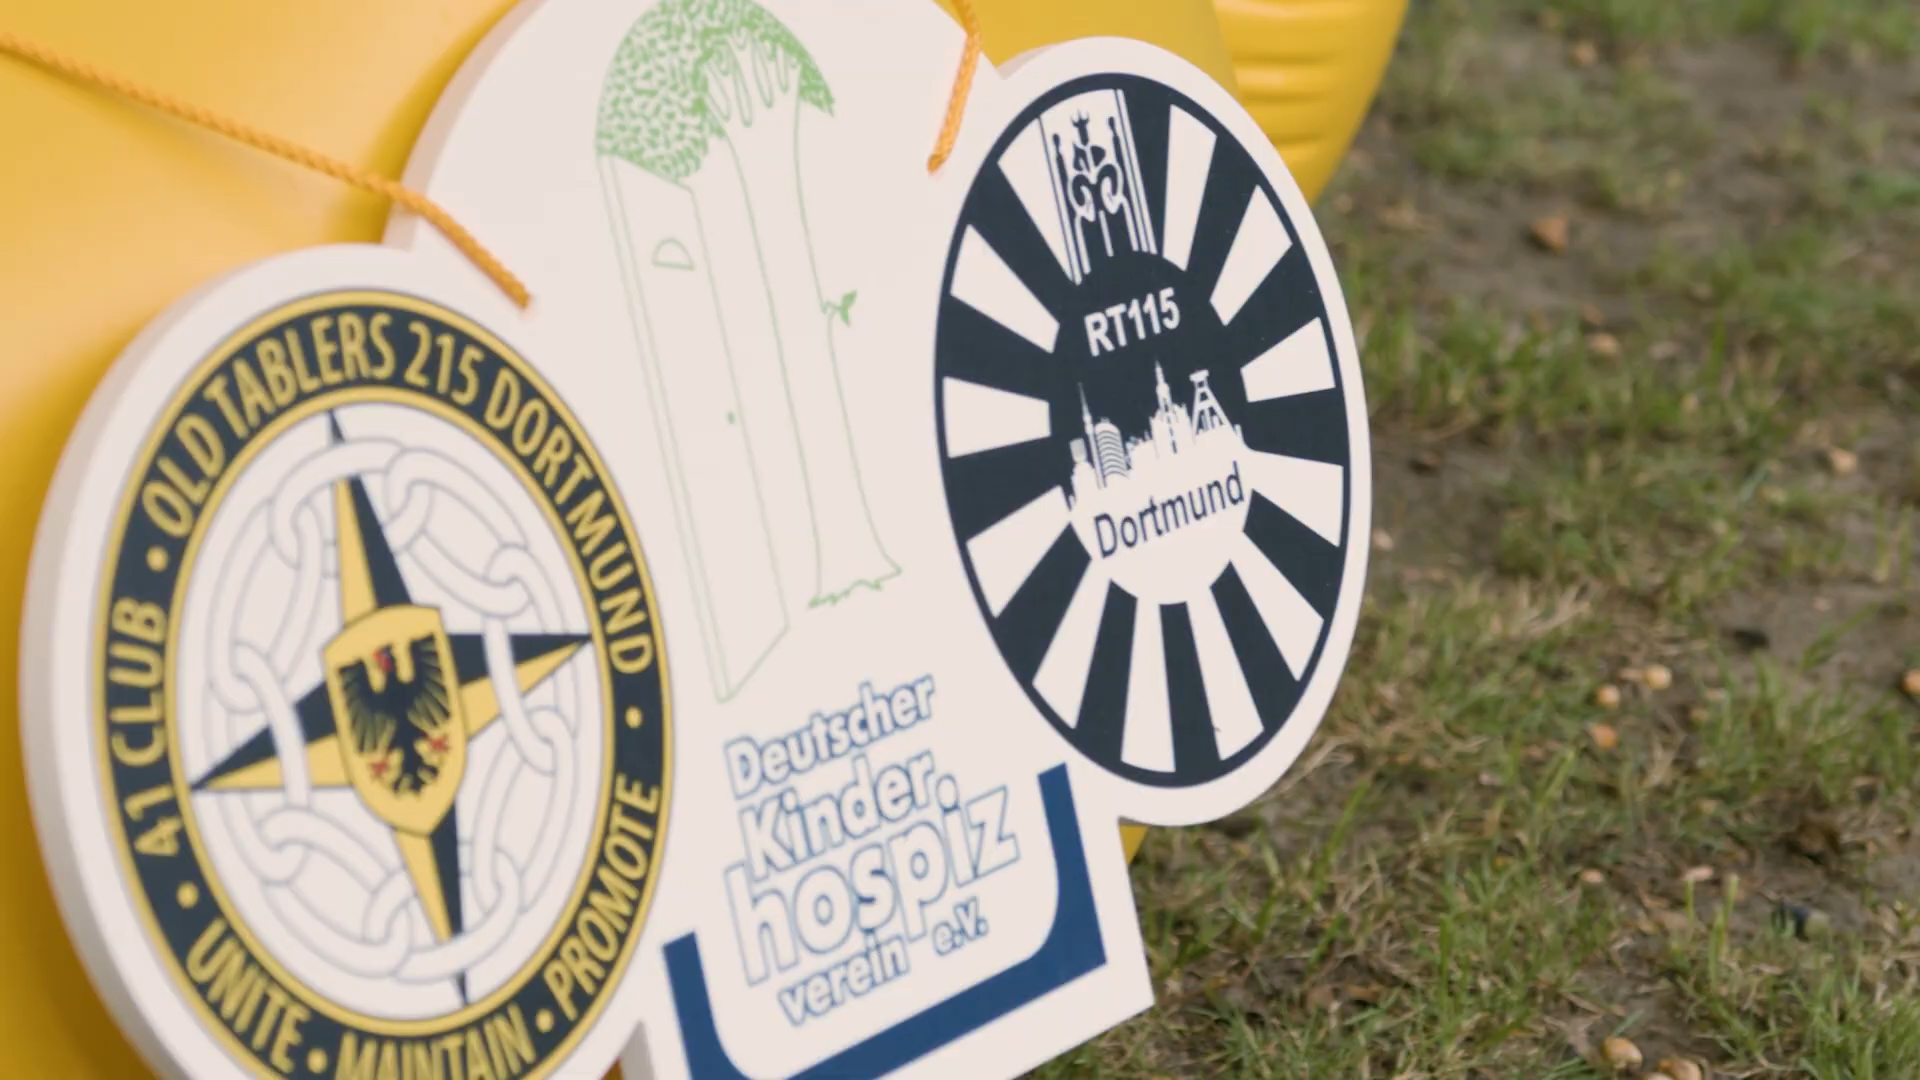 41 CLUB • OLD TABLERS 215 DORTMUND •
• UNITE • MAINTAIN • PROMOTE
Deutscher
Kinder.
hospiz
verein e.V.
RT115
Dortmund